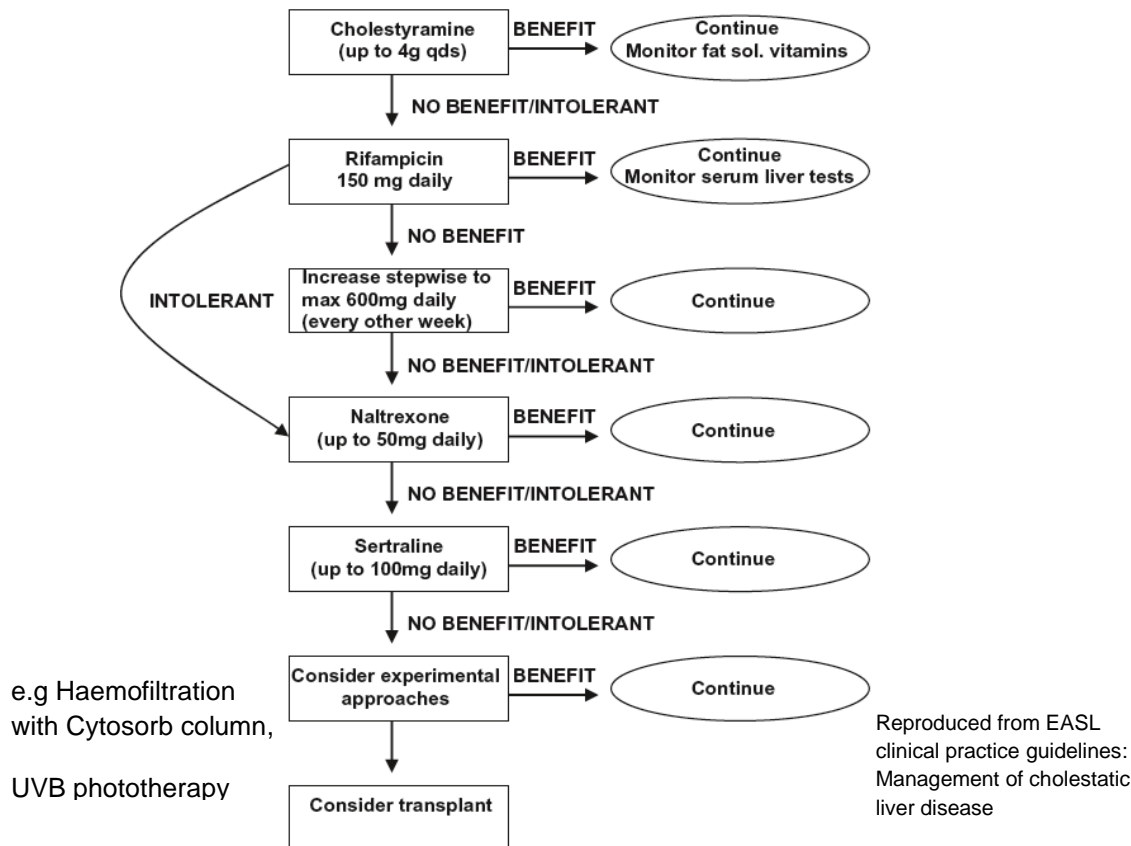 Cholestyramine
(up to 4g qds)
BENEFIT
Continue
Monitor fat sol. vitamins
NO BENEFIT/INTOLERANT
Rifampicin
150 mg daily
BENEFIT
Continue
Monitor serum liver tests
NO BENEFIT
INTOLERANT
Increase stepwise to
max 600mg daily
(every other week)
BENEFIT
Continue
NO BENEFIT/INTOLERANT
Naltrexone
(up to 50mg daily)
BENEFIT
Continue
NO BENEFIT/INTOLERANT
Sertraline
(up to 100mg daily)
BENEFIT
Continue
NO BENEFIT/INTOLERANT
Consider experimental
approaches
BENEFIT
Continue
e.g Haemofiltration
with Cytosorb column,
UVB phototherapy
Consider transplant
Reproduced from EASL
clinical practice guidelines:
Management of cholestatic
liver disease